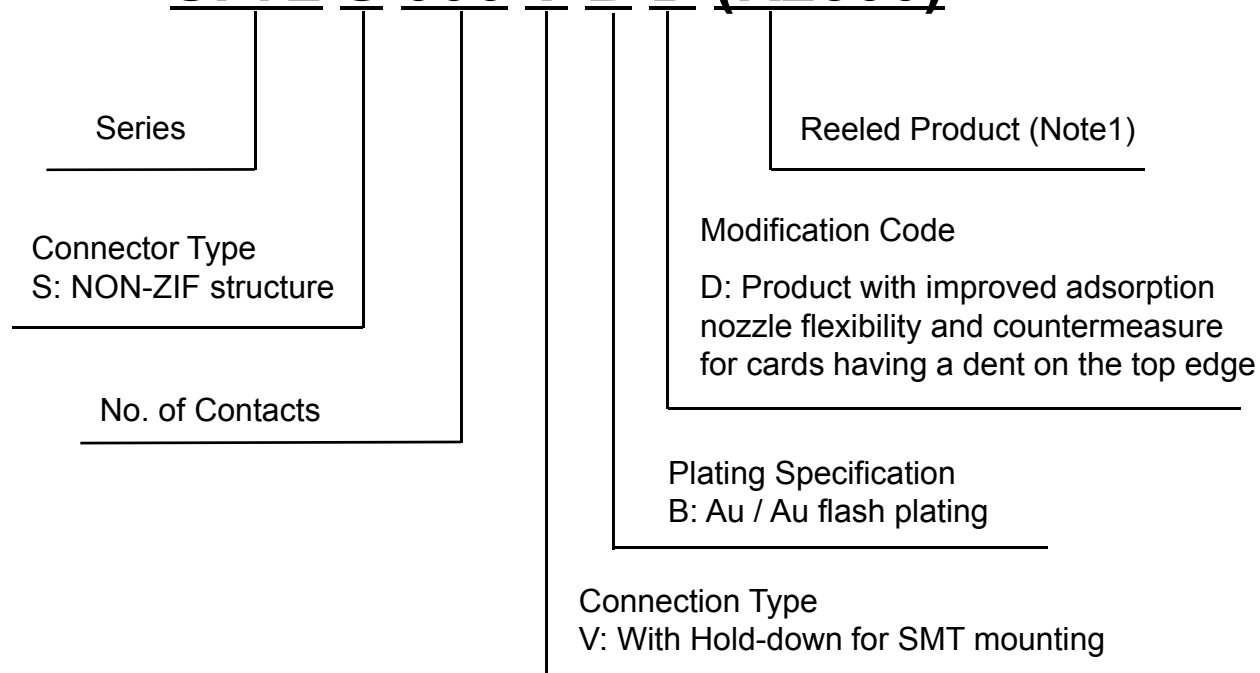 Series
Reeled Product (Note1)
Connector Type
S: NON-ZIF structure
Modification Code
D: Product with improved adsorption
nozzle flexibility and countermeasure
for cards having a dent on the top edge
No. of Contacts
Plating Specification
B: Au / Au flash plating
Connection Type
V: With Hold-down for SMT mounting